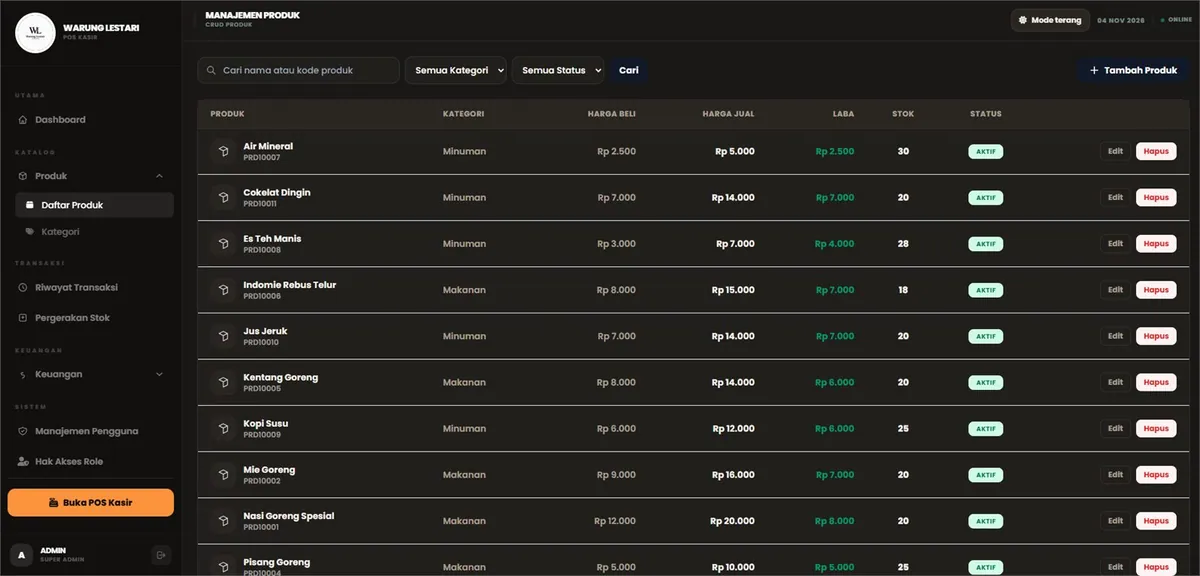 WL
WARUNG LESTARI
POS KASIR
UTAMA
Dashboard
KATALOG
Produk
Daftar Produk
Kategori
TRANSAKSI
Riwayat Transaksi
Pergerakan Stok
KEUANGAN
Keuangan
SISTEM
Manajemen Pengguna
Hak Akses Role
Buka POS Kasir
A
ADMIN
SUPER ADMIN
MANAJEMEN PRODUK
CRUD PRODUK
Mode terang
04 NOV 2026
ONLINE
Cari nama atau kode produk
Semua Kategori
Semua Status
Cari
+ Tambah Produk
PRODUK KATEGORI HARGA BELI HARGA JUAL LABA STOK STATUS
Air Mineral
PRD10007
Minuman Rp 2.500 Rp 5.000 Rp 2.500 30 AKTIF Edit Hapus
Cokelat Dingin
PRD10011
Minuman Rp 7.000 Rp 14.000 Rp 7.000 20 AKTIF Edit Hapus
Es Teh Manis
PRD10008
Minuman Rp 3.000 Rp 7.000 Rp 4.000 28 AKTIF Edit Hapus
Indomie Rebus Telur
PRD10006
Makanan Rp 8.000 Rp 15.000 Rp 7.000 18 AKTIF Edit Hapus
Jus Jeruk
PRD10010
Minuman Rp 7.000 Rp 14.000 Rp 7.000 20 AKTIF Edit Hapus
Kentang Goreng
PRD10005
Makanan Rp 8.000 Rp 14.000 Rp 6.000 20 AKTIF Edit Hapus
Kopi Susu
PRD10009
Minuman Rp 6.000 Rp 12.000 Rp 6.000 25 AKTIF Edit Hapus
Mie Goreng
PRD10002
Makanan Rp 9.000 Rp 16.000 Rp 7.000 20 AKTIF Edit Hapus
Nasi Goreng Spesial
PRD10001
Makanan Rp 12.000 Rp 20.000 Rp 8.000 20 AKTIF Edit Hapus
Pisang Goreng
PRD10004
Makanan Rp 5.000 Rp 10.000 Rp 5.000 25 AKTIF Edit Hapus